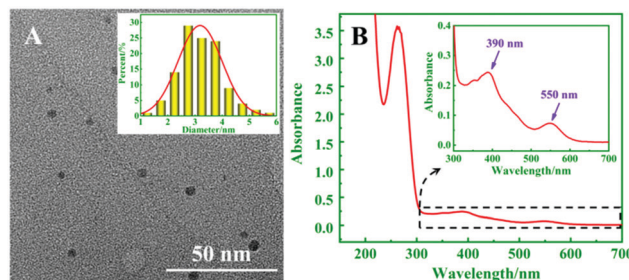 A
Percent/%
30
25
20
15
10
5
0
1 2 3 4 5 6
Diameter/nm
50 nm
B
Absorbance
3.5
3.0
2.5
2.0
1.5
1.0
0.5
0.0
200 300 400 500 600 700
Wavelength/nm
Absorbance
0.4
0.3
0.2
0.1
0.0
300 400 500 600 700
Wavelength/nm
390 nm
550 nm